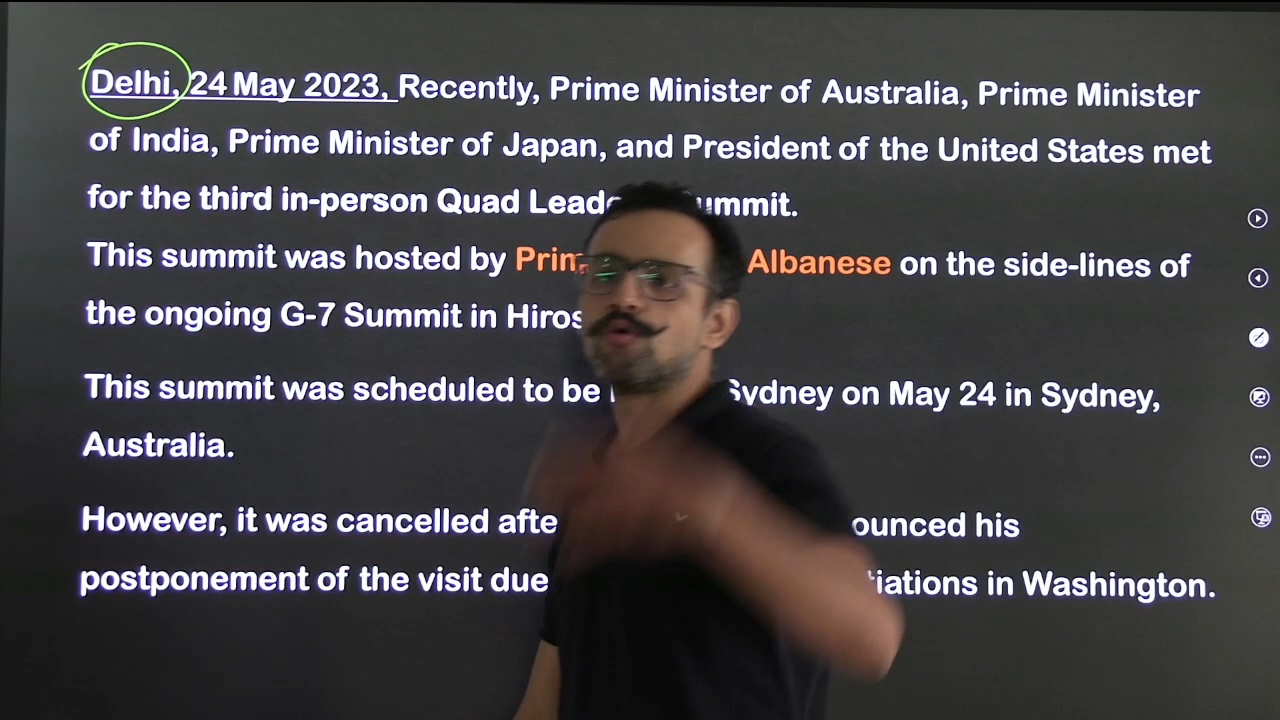 Delhi, 24 May 2023, Recently, Prime Minister of Australia, Prime Minister
of India, Prime Minister of Japan, and President of the United States met
for the third in-person Quad ummit.
This summit was hosted by Albanese on the side-lines of
the ongoing G-7 Summit in
This summit was scheduled to be Sydney on May 24 in Sydney,
Australia.
However, it was cancelled his
postponement of the visit due in Washington.